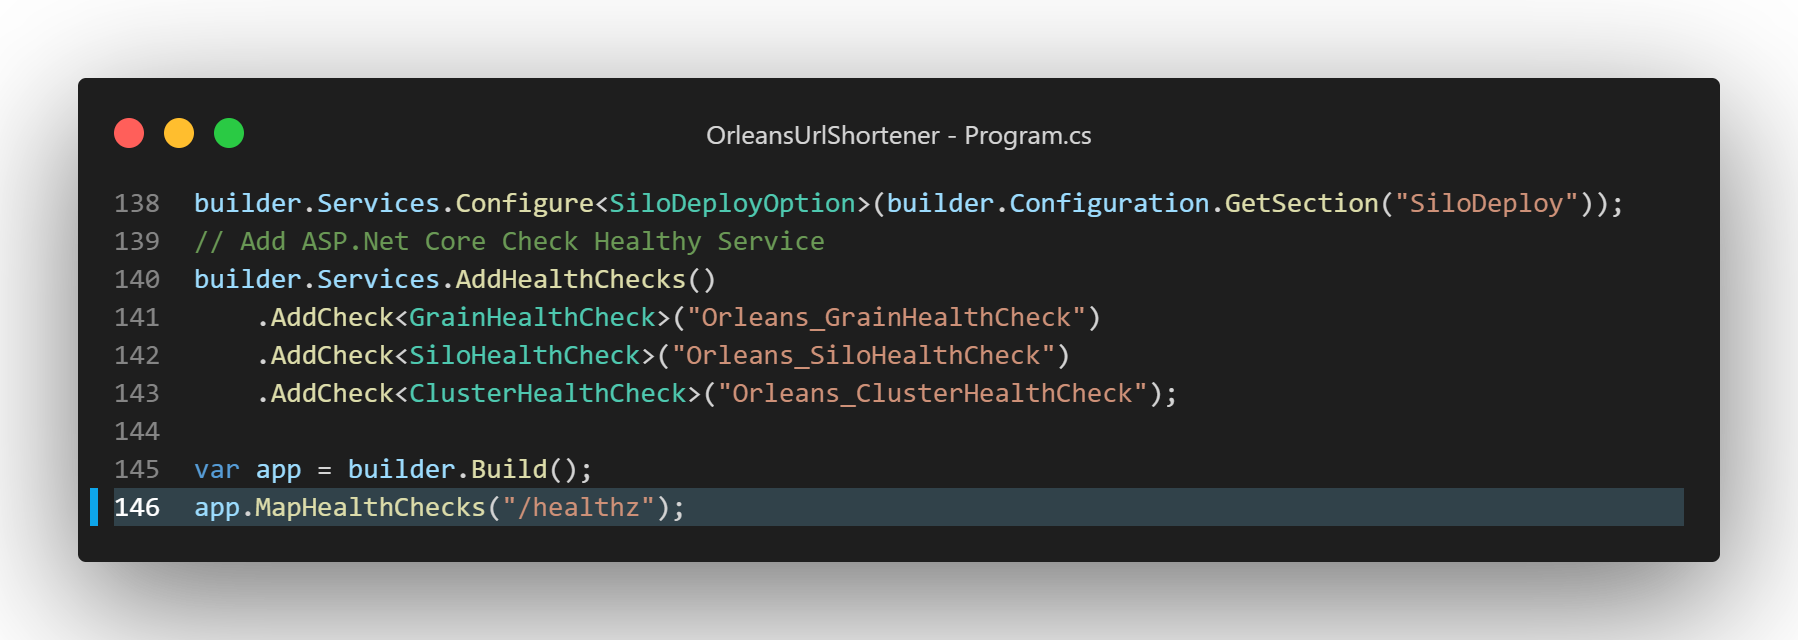 OrleansUrlShortener - Program.cs
138 builder.Services.Configure<SiloDeployOption>(builder.Configuration.GetSection("SiloDeploy"));
139 // Add ASP.Net Core Check Healthy Service
140 builder.Services.AddHealthChecks()
141     .AddCheck<GrainHealthCheck>("Orleans_GrainHealthCheck")
142     .AddCheck<SiloHealthCheck>("Orleans_SiloHealthCheck")
143     .AddCheck<ClusterHealthCheck>("Orleans_ClusterHealthCheck");
144
145 var app = builder.Build();
146 app.MapHealthChecks("/healthz");